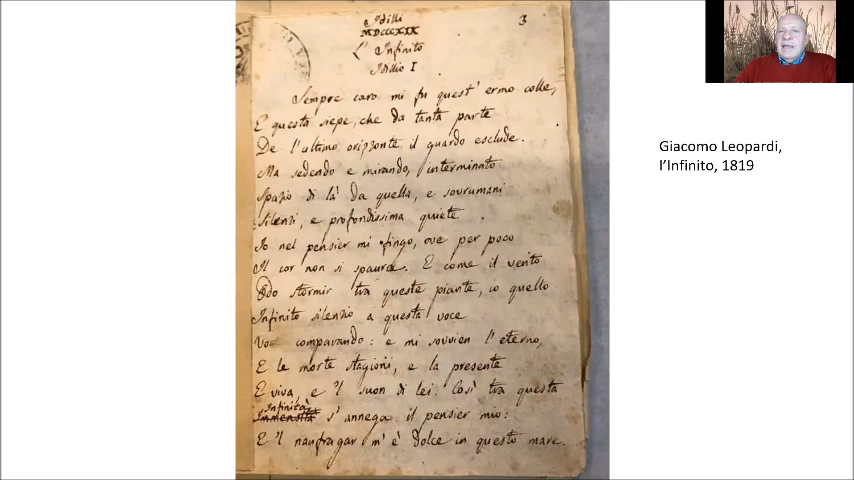 Idilli
MDCCCXIX
3
L' Infinito
Idillio I
Sempre caro mi fu quest' ermo colle,
E questa siepe, che da tanta parte
De l'ultimo orizzonte il guardo esclude.
Ma sedendo e mirando, interminato
Spazio di là da quella, e sovrumani
Silenzi, e profondissima quiete
Io nel pensier mi fingo, ove per poco
Il cor non si spaura. E come il vento
Odo stormir tra queste piante, io quello
Infinito silenzio a questa voce
Vo comparando: e mi sovvien l'eterno,
E le morte stagioni, e la presente
E viva, e 'l suon di lei. Così tra questa
Infinità
Immensità s'annega il pensier mio:
E 'l naufragar m'è dolce in questo mare.
Giacomo Leopardi,
l'Infinito, 1819